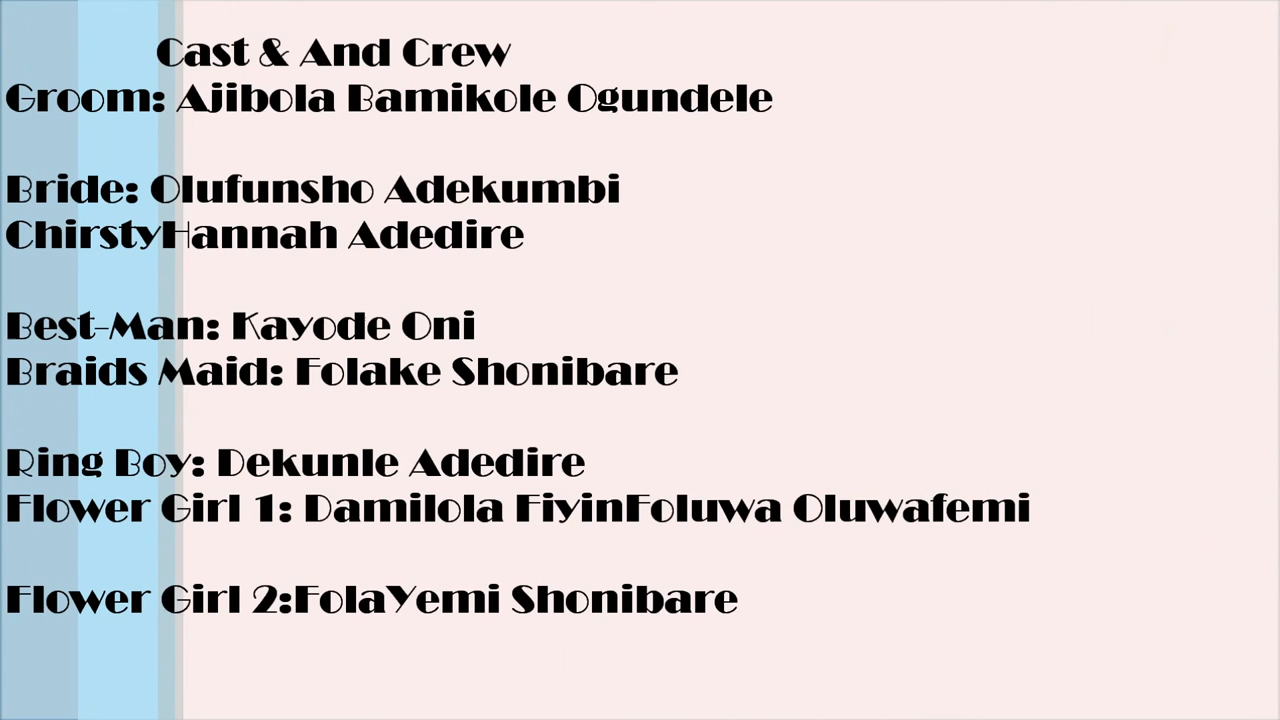 Cast & And Crew
Groom: Ajibola Bamikole Ogundele
Bride: Olufunsho Adekumbi
ChirstyHannah Adedire
Best-Man: Kayode Oni
Braids Maid: Folake Shonibare
Ring Boy: Dekunle Adedire
Flower Girl 1: Damilola FiyinFoluwa Oluwafemi
Flower Girl 2:FolaYemi Shonibare